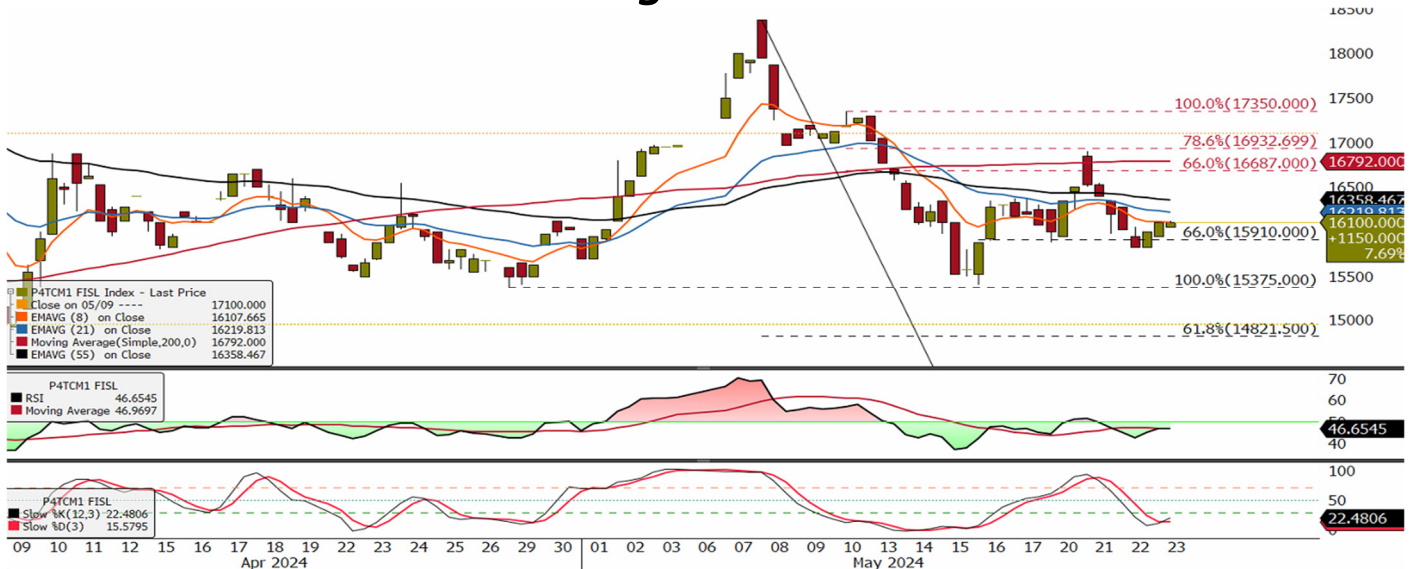 18500
18000
17500
17000
16500
15500
15000
100.0%(17350.000)
78.6%(16932.699)
66.0%(16687.000)
66.0%(15910.000)
100.0%(15375.000)
61.8%(14821.500)
16792.000
16358.467
16219.813
16100.000
+1150.000
7.69%
P4TCM1 FISL Index - Last Price
Close on 05/09 ---- 17100.000
EMAVG (8) on Close 16107.665
EMAVG (21) on Close 16219.813
Moving Average(Simple,200,0) 16792.000
EMAVG (55) on Close 16358.467
P4TCM1 FISL
RSI 46.6545
Moving Average 46.9697
70
60
50
40
46.6545
P4TCM1 FISL
Slow %K(12,3) 22.4806
Slow %D(3) 15.5795
100
50
0
22.4806
09 10 11 12 15 16 17 18 19 22 23 24 25 26 29 30 01 02 03 06 07 08 09 10 13 14 15 16 17 20 21 22 23
Apr 2024 May 2024